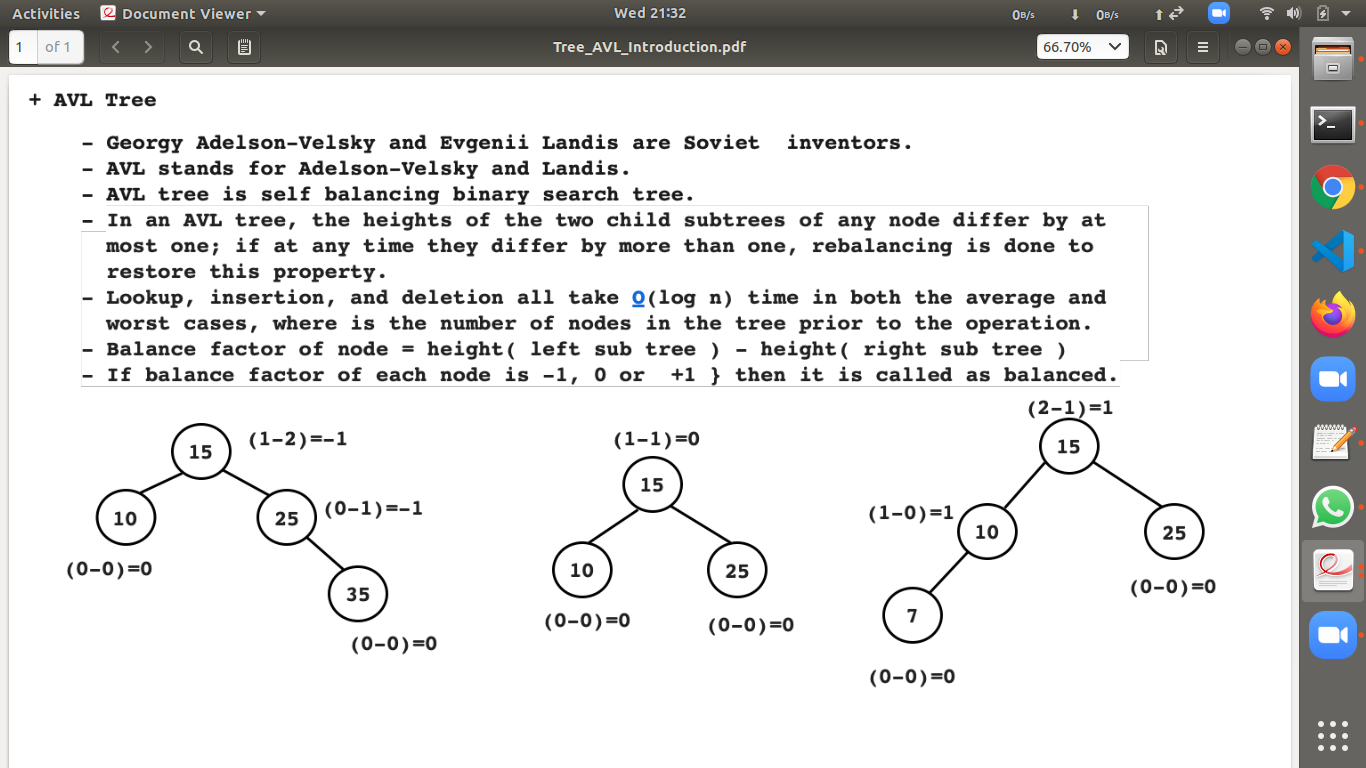 Activities
Document Viewer
Wed 21:32
0B/s
0B/s
1 of 1
Tree_AVL_Introduction.pdf
66.70%
+ AVL Tree
- Georgy Adelson-Velsky and Evgenii Landis are Soviet  inventors.
- AVL stands for Adelson-Velsky and Landis.
- AVL tree is self balancing binary search tree.
- In an AVL tree, the heights of the two child subtrees of any node differ by at
most one; if at any time they differ by more than one, rebalancing is done to
restore this property.
- Lookup, insertion, and deletion all take O(log n) time in both the average and
worst cases, where is the number of nodes in the tree prior to the operation.
- Balance factor of node = height( left sub tree ) - height( right sub tree )
- If balance factor of each node is -1, 0 or  +1 } then it is called as balanced.
15
(1-2)=-1
10
(0-0)=0
25
(0-1)=-1
35
(0-0)=0
(1-1)=0
15
10
(0-0)=0
25
(0-0)=0
(2-1)=1
15
(1-0)=1
10
25
(0-0)=0
7
(0-0)=0